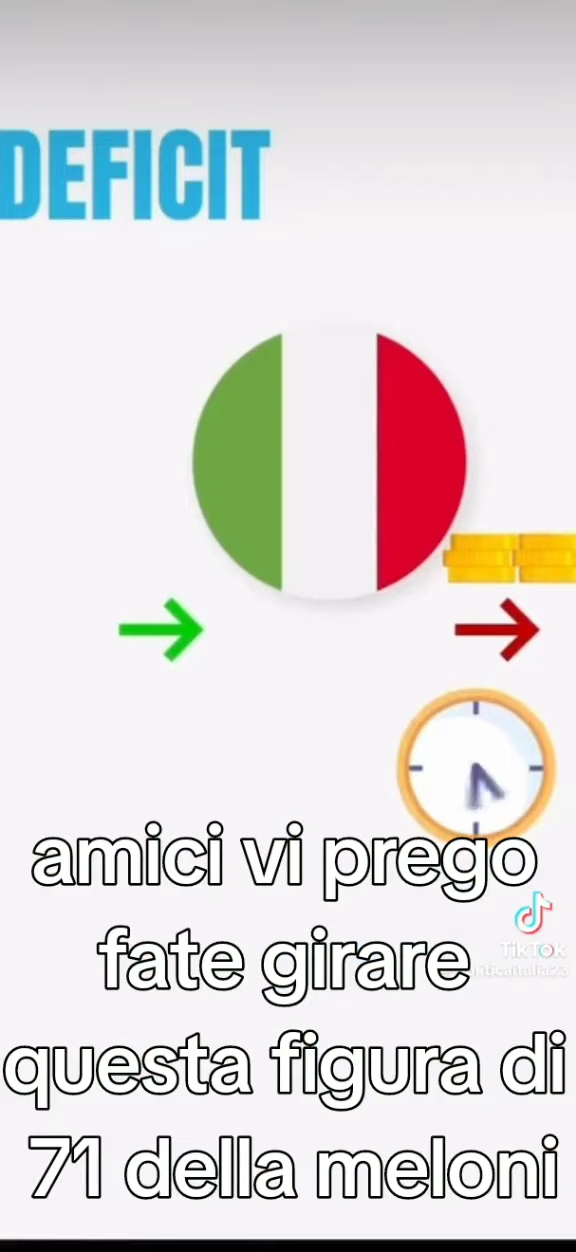 DEFICIT
amici vi prego
fate girare
TikTok
questa figura di
71 della meloni